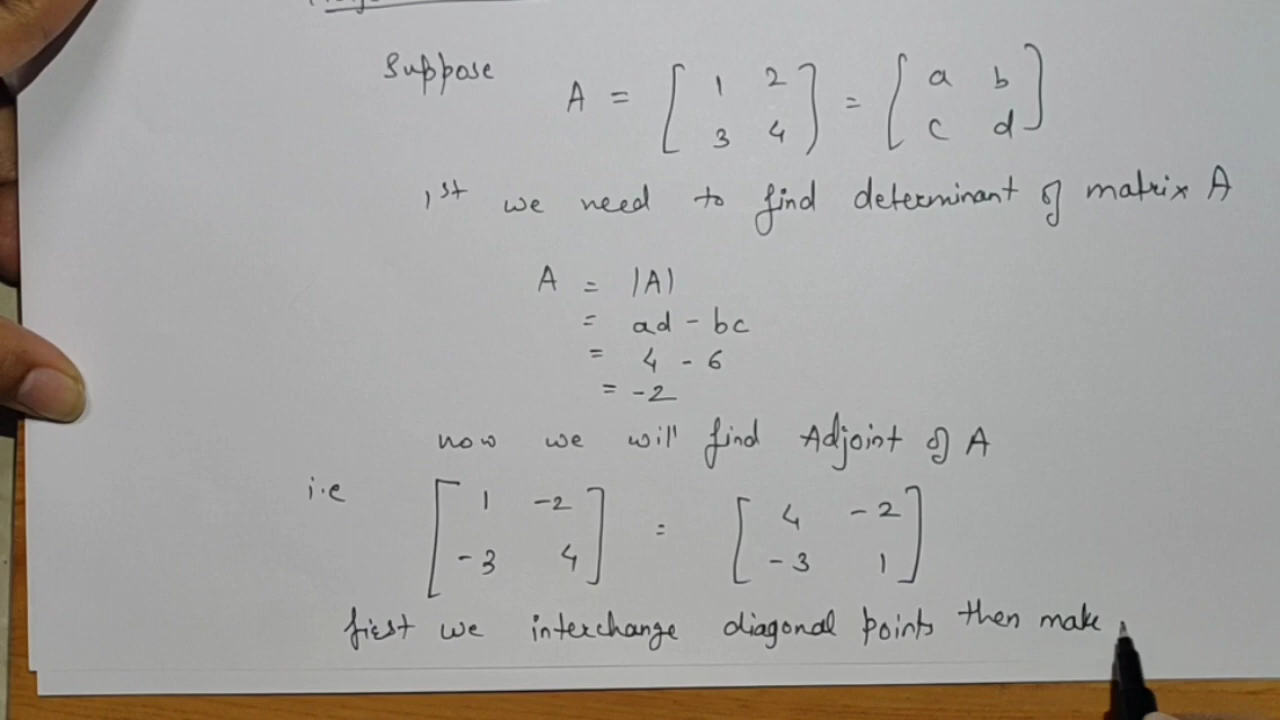 Suppose A = [ 1 2 3 4 ] = [ a b c d ]
1st we need to find determinant of matrix A
A = |A|
= ad - bc
= 4 - 6
= -2
now we will find Adjoint of A
i.e [ 1 -2 -3 4 ] = [ 4 -2 -3 1 ]
first we interchange diagonal points then make